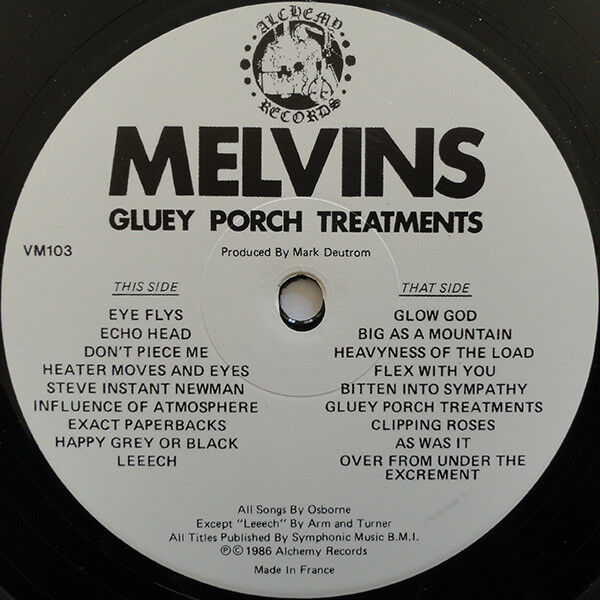 ALCHEMY
RECORDS
MELVINS
GLUEY PORCH TREATMENTS
VM103
Produced By Mark Deutrom
THIS SIDE
EYE FLYS
ECHO HEAD
DON'T PIECE ME
HEATER MOVES AND EYES
STEVE INSTANT NEWMAN
INFLUENCE OF ATMOSPHERE
EXACT PAPERBACKS
HAPPY GREY OR BLACK
LEEECH
THAT SIDE
GLOW GOD
BIG AS A MOUNTAIN
HEAVYNESS OF THE LOAD
FLEX WITH YOU
BITTEN INTO SYMPATHY
GLUEY PORCH TREATMENTS
CLIPPING ROSES
AS WAS IT
OVER FROM UNDER THE
EXCREMENT
All Songs By Osborne
Except "Leeech" By Arm and Turner
All Titles Published By Symphonic Music B.M.I.
℗©1986 Alchemy Records
Made In France